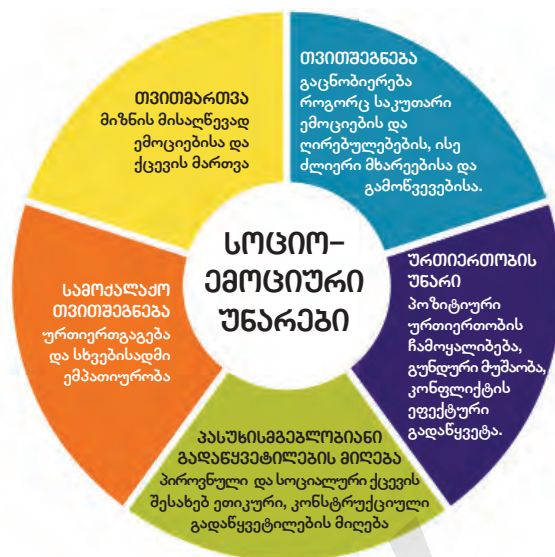 ᲗᲕᲘᲗᲨᲔᲒᲜᲔᲑᲐ
გაცნობიერება
როგორც საკუთარი
ემოციების და
ღირებულებების, ისე
ძლიერი მხარეებისა და
გამოწვევებისა.
ᲣᲠᲗᲘᲔᲠᲗᲝᲑᲘᲡ
ᲣᲜᲐᲠᲘ
პოზიტიური
ურთიერთობის
ჩამოყალიბება,
გუნდური მუშაობა,
კონფლიქტის
ეფექტური
გადაწყვეტა.
ᲞᲐᲡᲣᲮᲘᲡᲛᲒᲔᲑᲚᲝᲑᲘᲐᲜᲘ
ᲒᲐᲓᲐᲬᲧᲕᲔᲢᲘᲚᲔᲑᲘᲡ ᲛᲘᲦᲔᲑᲐ
პიროვნული და სოციალური ქცევის
შესახებ ეთიკური, კონსტრუქციული
გადაწყვეტილების მიღება
ᲡᲐᲛᲝᲥᲐᲚᲐᲥᲝ
ᲗᲕᲘᲗᲨᲔᲒᲜᲔᲑᲐ
ურთიერთგაგება
და სხვებისადმი
ემპათიურობა
ᲗᲕᲘᲗᲛᲐᲠᲗᲕᲐ
მიზნის მისაღწევად
ემოციებისა და
ქცევის მართვა
ᲡᲝᲪᲘᲝ–
ᲔᲛᲝᲪᲘᲣᲠᲘ
ᲣᲜᲐᲠᲔᲑᲘ